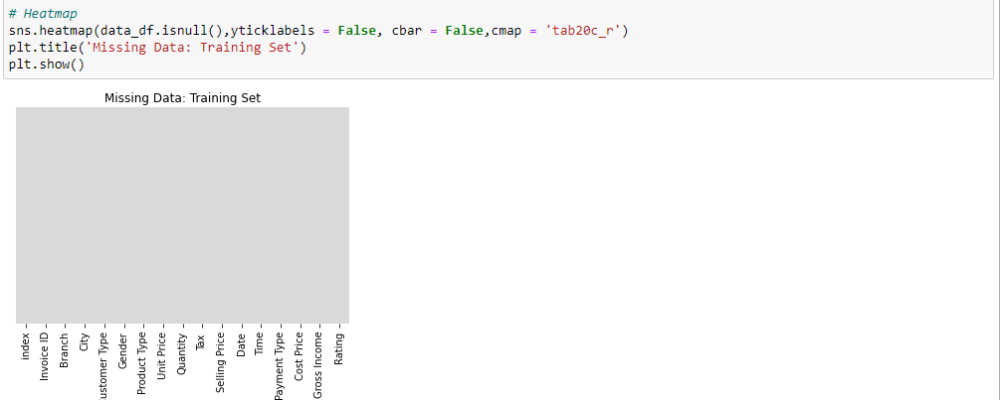 # Heatmap
sns.heatmap(data_df.isnull(),yticklabels = False, cbar = False,cmap = 'tab20c_r')
plt.title('Missing Data: Training Set')
plt.show()
Missing Data: Training Set
index
Invoice ID
Branch
City
ustomer Type
Gender
Product Type
Unit Price
Quantity
Tax
Selling Price
Date
Time
Payment Type
Cost Price
Gross Income
Rating